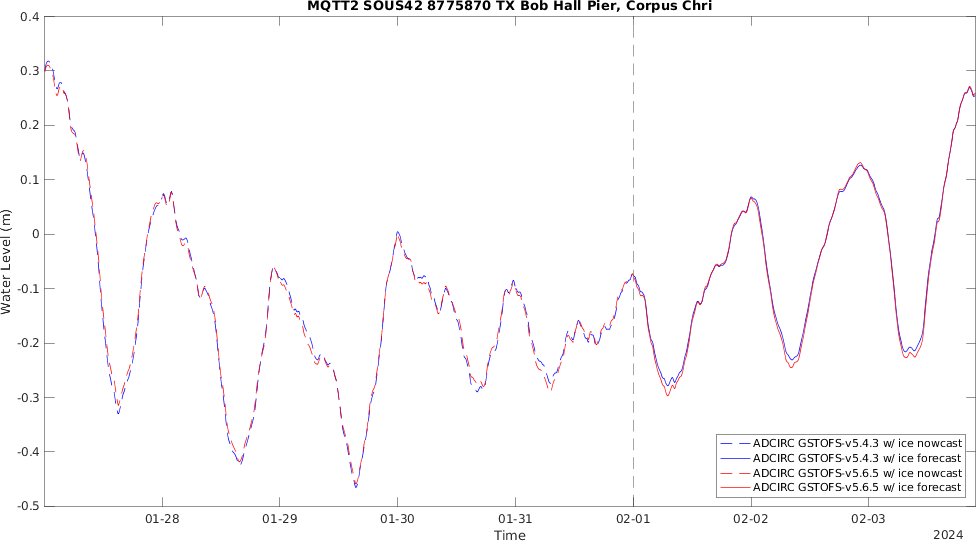 MQTT2 SOUS42 8775870 TX Bob Hall Pier, Corpus Chri
0.4
0.3
0.2
0.1
0
-0.1
-0.2
-0.3
-0.4
-0.5
Water Level (m)
01-28
01-29
01-30
01-31
02-01
02-02
02-03
Time
2024
ADCIRC GSTOFS-v5.4.3 w/ ice nowcast
ADCIRC GSTOFS-v5.4.3 w/ ice forecast
ADCIRC GSTOFS-v5.6.5 w/ ice nowcast
ADCIRC GSTOFS-v5.6.5 w/ ice forecast